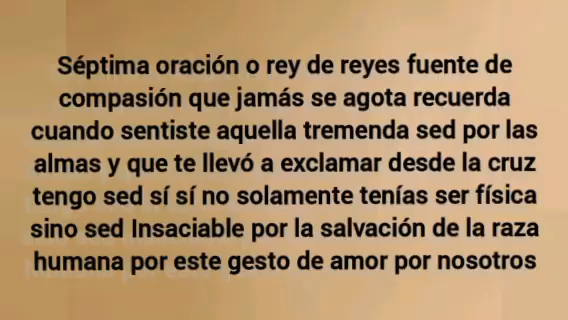 Séptima oración o rey de reyes fuente de
compasión que jamás se agota recuerda
cuando sentiste aquella tremenda sed por las
almas y que te llevó a exclamar desde la cruz
tengo sed sí sí no solamente tenías ser física
sino sed Insaciable por la salvación de la raza
humana por este gesto de amor por nosotros